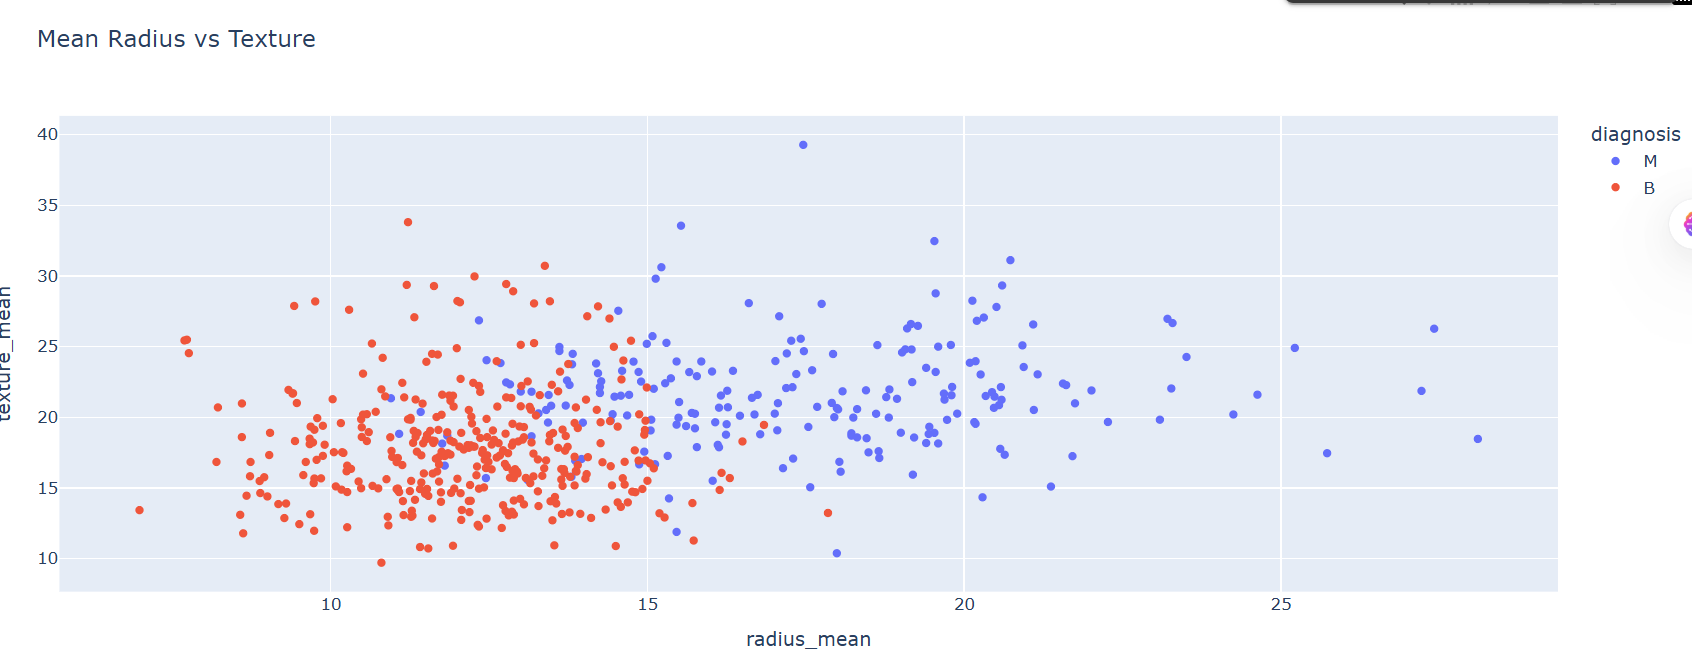 Mean Radius vs Texture
diagnosis
M
B
40
35
30
25
20
15
10
texture_mean
10 15 20 25
radius_mean